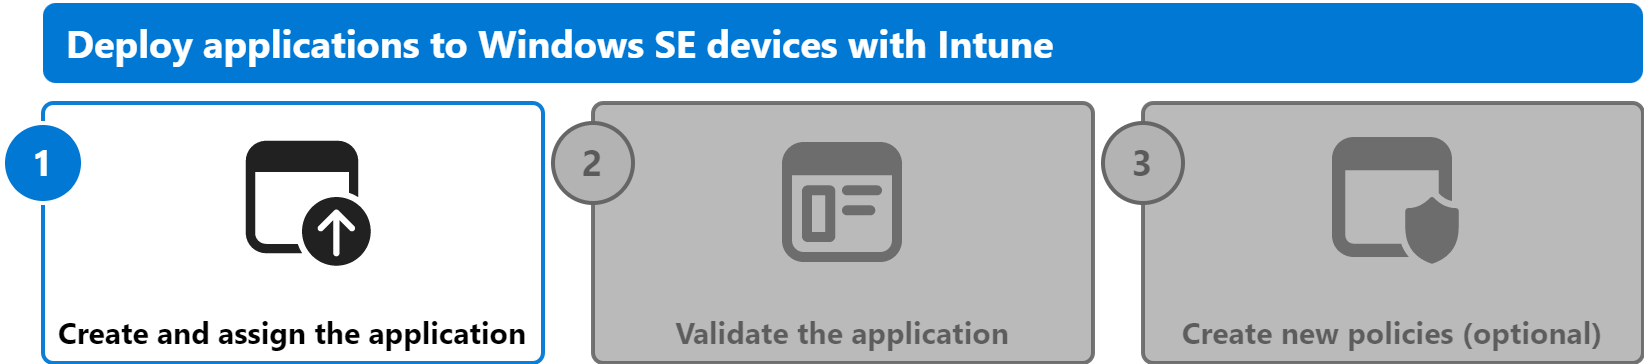 Deploy applications to Windows SE devices with Intune
1
Create and assign the application
2
Validate the application
3
Create new policies (optional)